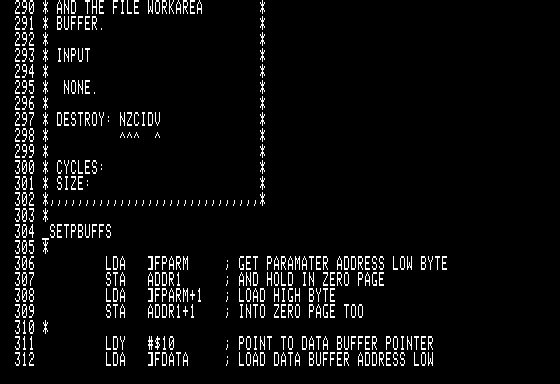 290 * AND THE FILE WORKAREA *
291 * BUFFER. *
292 * *
293 * INPUT *
294 * *
295 * NONE. *
296 * *
297 * DESTROY: NZCIDV *
298 * ^^^ ^ *
299 * *
300 * CYCLES: *
301 * SIZE: *
302 *,,,,,,,,,,,,,,,,,,,,,,,,,,,,,,*
303 *
304 _SETPBUFFS
305 *
306 LDA ]FPARM ; GET PARAMATER ADDRESS LOW BYTE
307 STA ADDR1 ; AND HOLD IN ZERO PAGE
308 LDA ]FPARM+1 ; LOAD HIGH BYTE
309 STA ADDR1+1 ; INTO ZERO PAGE TOO
310 *
311 LDY #$10 ; POINT TO DATA BUFFER POINTER
312 LDA ]FDATA ; LOAD DATA BUFFER ADDRESS LOW